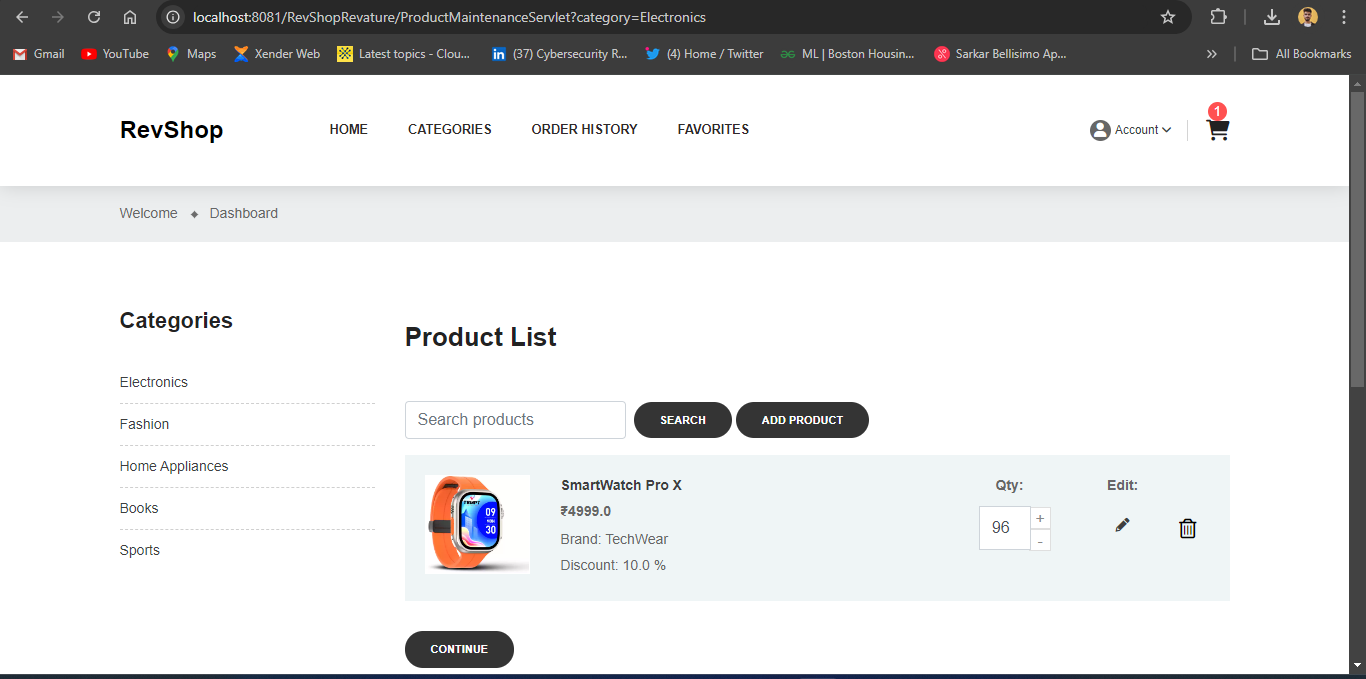 localhost:8081/RevShopRevature/ProductMaintenanceServlet?category=Electronics
Gmail YouTube Maps Xender Web Latest topics - Clou... (37) Cybersecurity R... (4) Home / Twitter ML | Boston Housin... Sarkar Bellisimo Ap... » All Bookmarks
RevShop HOME CATEGORIES ORDER HISTORY FAVORITES Account 1
Welcome Dashboard
Categories
Electronics
Fashion
Home Appliances
Books
Sports
Product List
Search products SEARCH ADD PRODUCT
SmartWatch Pro X Qty: Edit:
₹4999.0
Brand: TechWear 96 + -
Discount: 10.0 %
09
30
CONTINUE